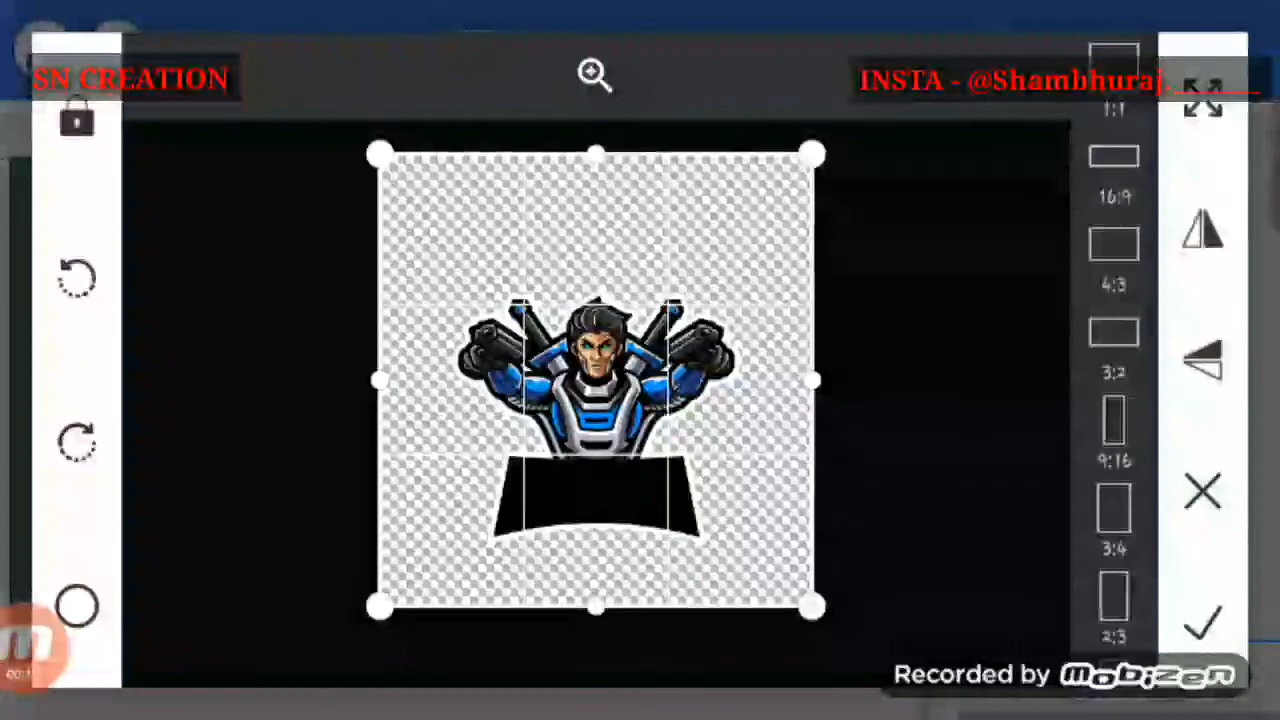 SN CREATION
INSTA - @Shambhuraj._______
1:1
16:9
4:3
3:2
9:16
3:4
2:3
Recorded by mobizen